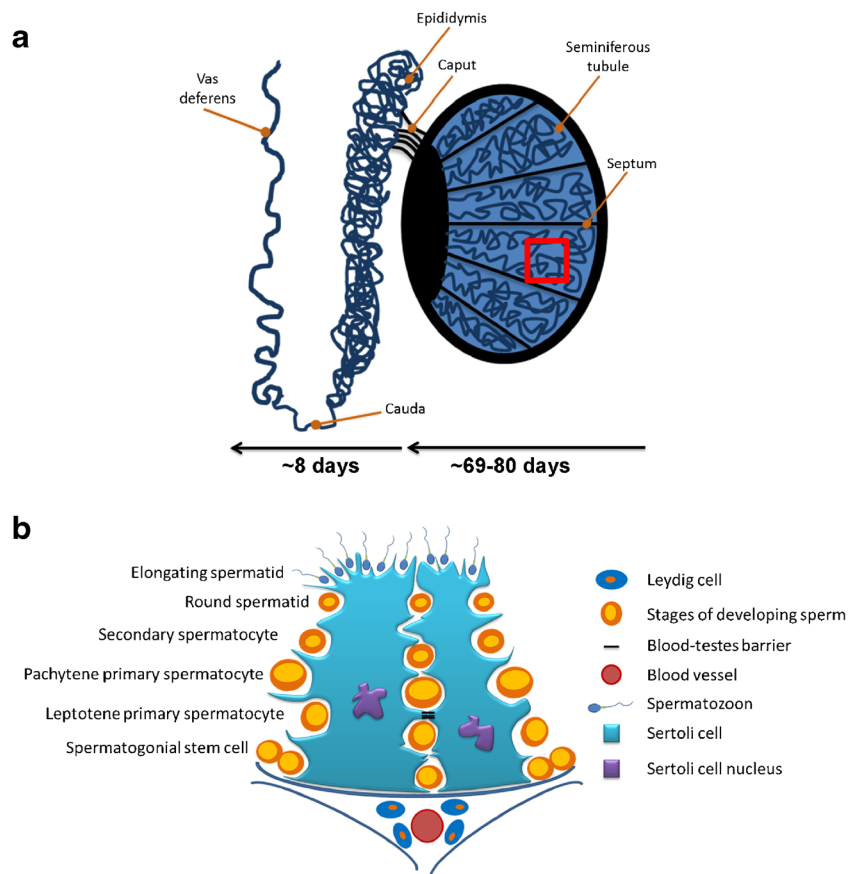 a
Epididymis
Caput
Seminiferous
tubule
Vas
deferens
Septum
Cauda
~8 days
~69-80 days
b
Elongating spermatid
Round spermatid
Secondary spermatocyte
Pachytene primary spermatocyte
Leptotene primary spermatocyte
Spermatogonial stem cell
Leydig cell
Stages of developing sperm
Blood-testes barrier
Blood vessel
Spermatozoon
Sertoli cell
Sertoli cell nucleus